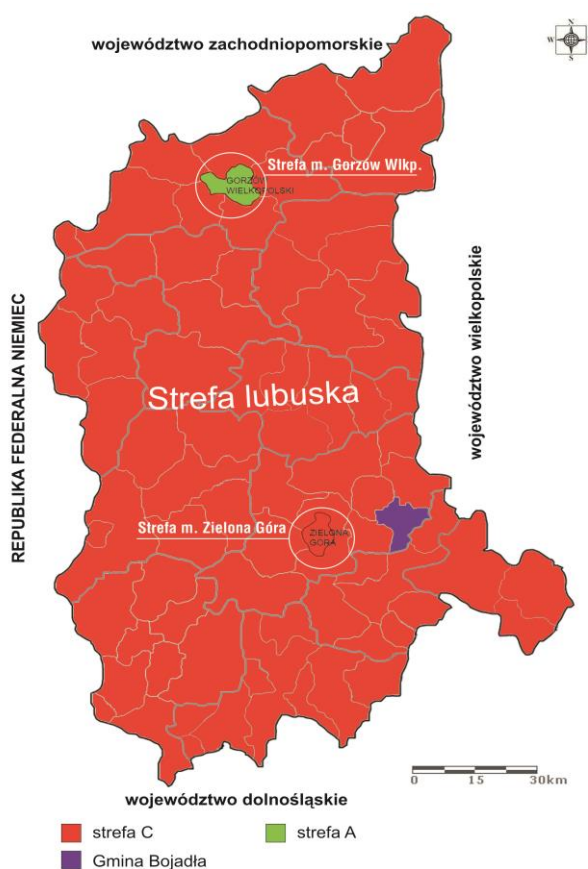 województwo zachodniopomorskie
N
W
E
S
Strefa m. Gorzów Wlkp.
GORZÓW
WIELKOPOLSKI
REPUBLIKA FEDERALNA NIEMIEC
województwo wielkopolskie
Strefa lubuska
Strefa m. Zielona Góra
ZIELONA
GÓRA
0 15 30km
województwo dolnośląskie
strefa C
strefa A
Gmina Bojadła